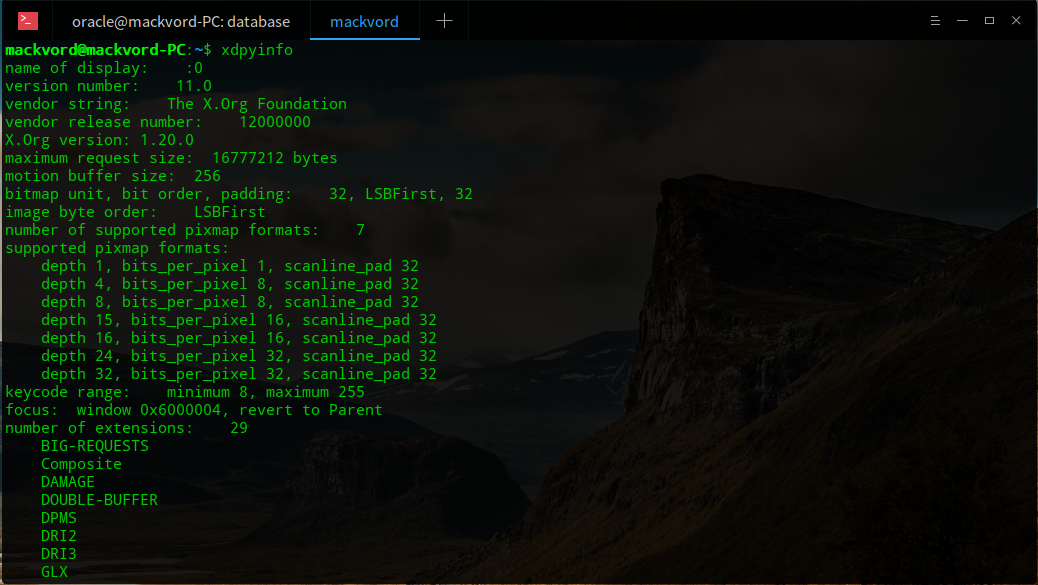 oracle@mackvord-PC: database
mackvord
mackvord@mackvord-PC:~$ xdpyinfo
name of display:    :0
version number:    11.0
vendor string:    The X.Org Foundation
vendor release number:    12000000
X.Org version: 1.20.0
maximum request size:  16777212 bytes
motion buffer size:  256
bitmap unit, bit order, padding:    32, LSBFirst, 32
image byte order:    LSBFirst
number of supported pixmap formats:    7
supported pixmap formats:
    depth 1, bits_per_pixel 1, scanline_pad 32
    depth 4, bits_per_pixel 8, scanline_pad 32
    depth 8, bits_per_pixel 8, scanline_pad 32
    depth 15, bits_per_pixel 16, scanline_pad 32
    depth 16, bits_per_pixel 16, scanline_pad 32
    depth 24, bits_per_pixel 32, scanline_pad 32
    depth 32, bits_per_pixel 32, scanline_pad 32
keycode range:    minimum 8, maximum 255
focus:  window 0x6000004, revert to Parent
number of extensions:    29
    BIG-REQUESTS
    Composite
    DAMAGE
    DOUBLE-BUFFER
    DPMS
    DRI2
    DRI3
    GLX